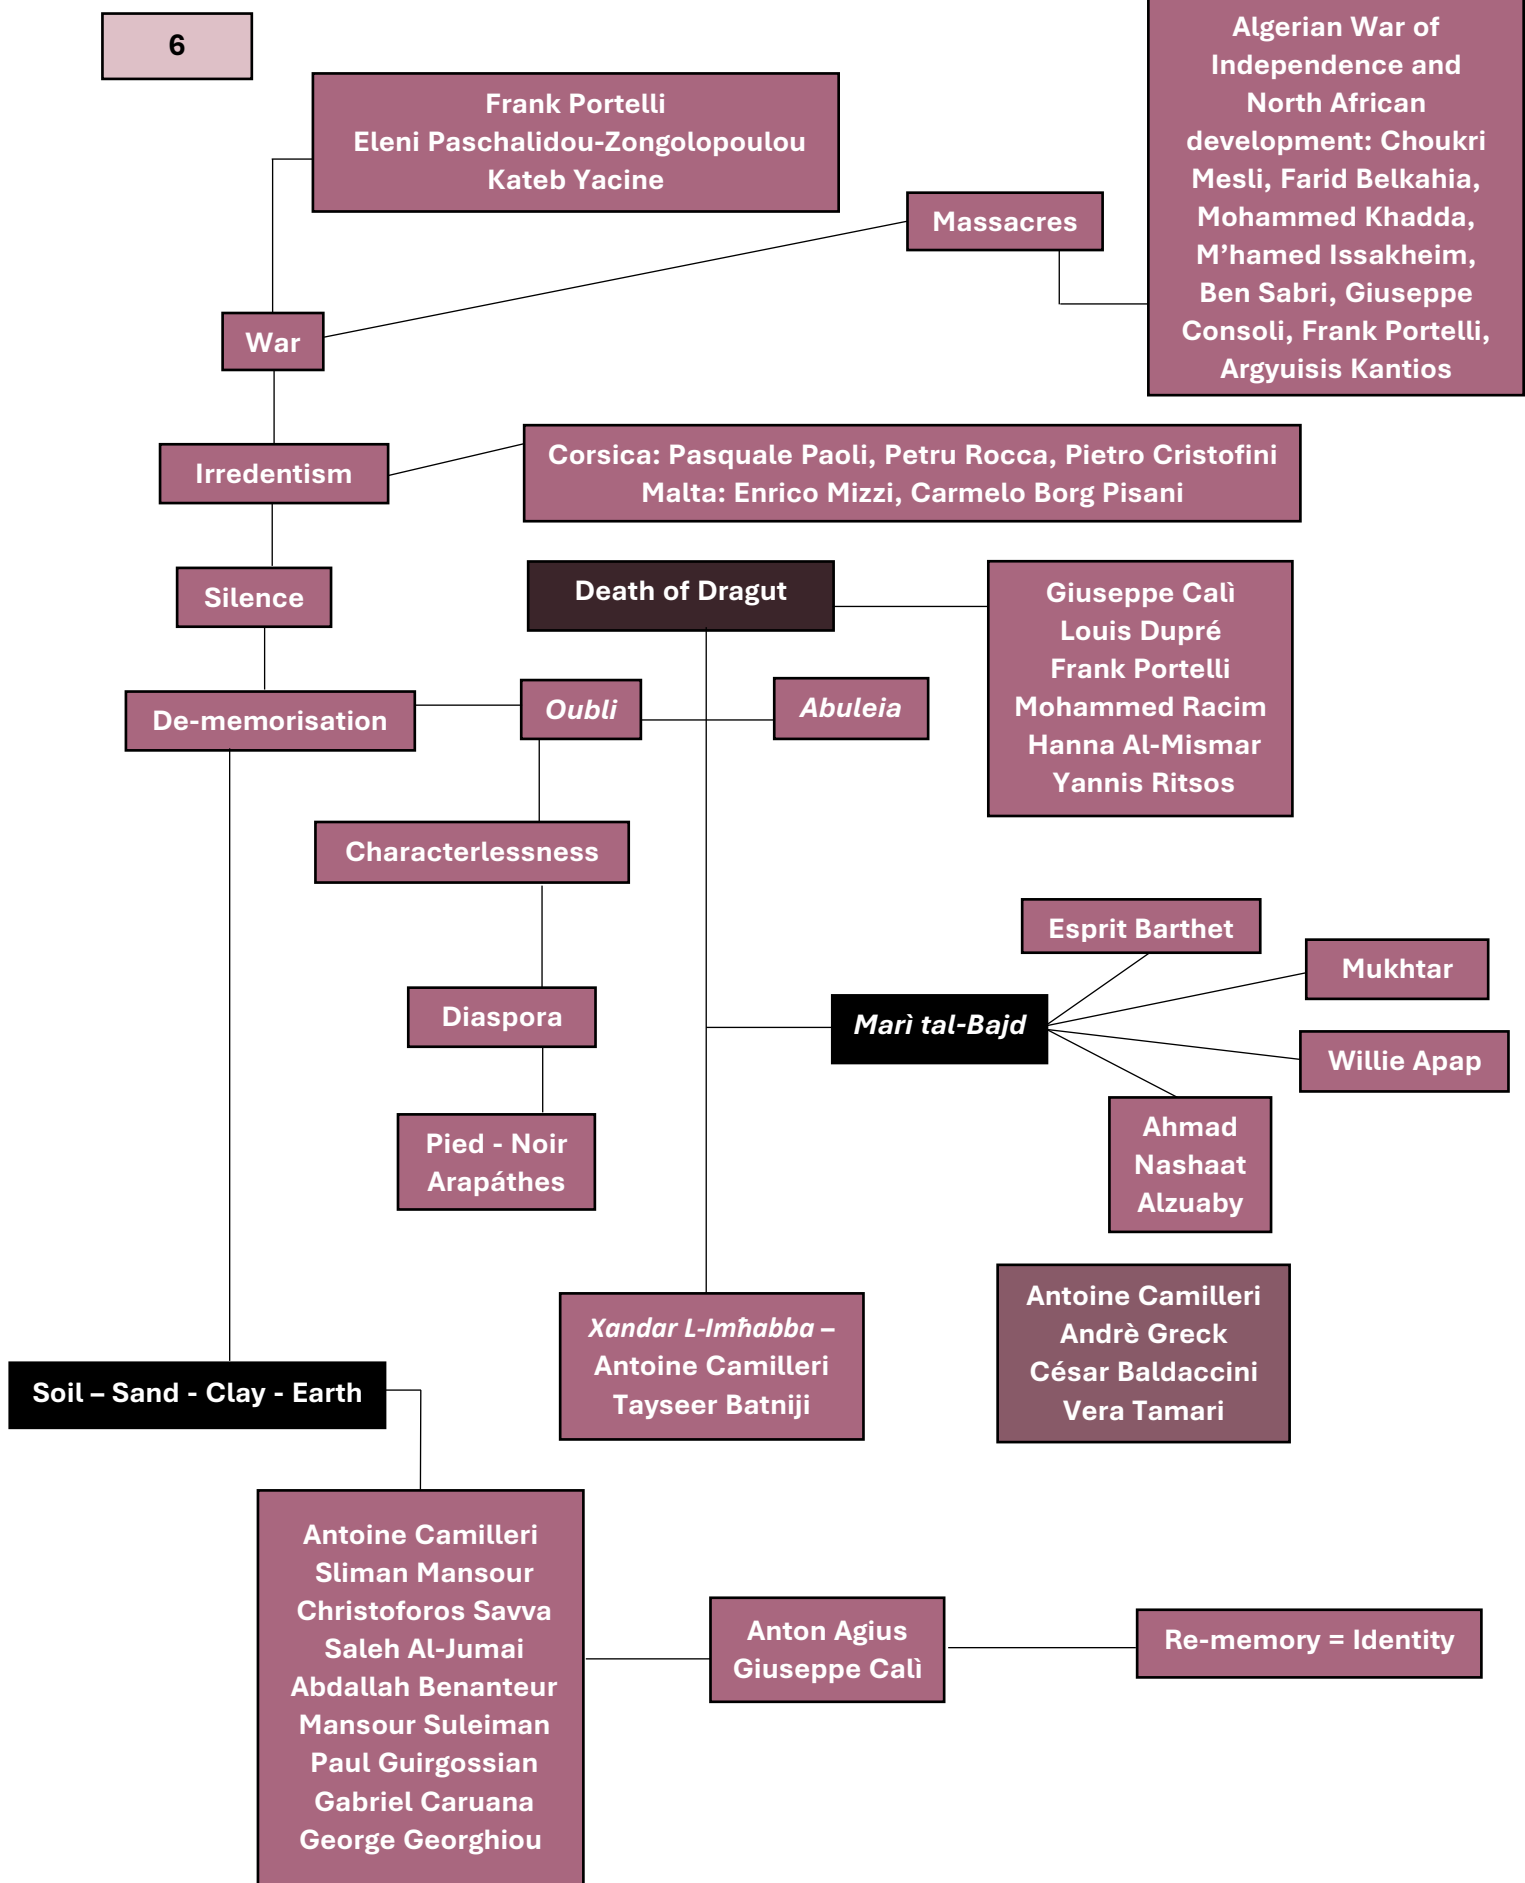 6
Algerian War of
Independence and
North African
development: Choukri
Mesli, Farid Belkahia,
Mohammed Khadda,
M'hamed Issakheim,
Ben Sabri, Giuseppe
Consoli, Frank Portelli,
Argyuisis Kantios
Frank Portelli
Eleni Paschalidou-Zongolopoulou
Kateb Yacine
Massacres
War
Irredentism
Corsica: Pasquale Paoli, Petru Rocca, Pietro Cristofini
Malta: Enrico Mizzi, Carmelo Borg Pisani
Silence
Death of Dragut
Giuseppe Calì
Louis Dupré
Frank Portelli
Mohammed Racim
Hanna Al-Mismar
Yannis Ritsos
De-memorisation
Oubli
Abuleia
Characterlessness
Esprit Barthet
Mukhtar
Diaspora
Marì tal-Bajd
Willie Apap
Pied - Noir
Arapáthes
Ahmad
Nashaat
Alzuaby
Xandar L-Imħabba –
Antoine Camilleri
Tayseer Batniji
Antoine Camilleri
Andrè Greck
César Baldaccini
Vera Tamari
Soil – Sand - Clay - Earth
Antoine Camilleri
Sliman Mansour
Christoforos Savva
Saleh Al-Jumai
Abdallah Benanteur
Mansour Suleiman
Paul Guirgossian
Gabriel Caruana
George Georghiou
Anton Agius
Giuseppe Calì
Re-memory = Identity